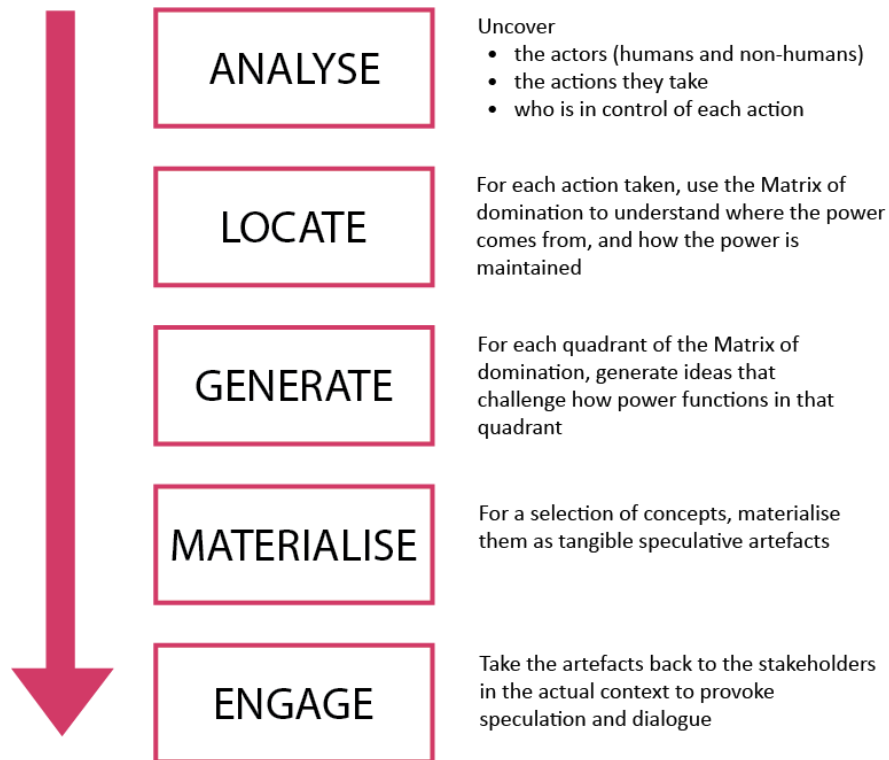 ANALYSE
Uncover
• the actors (humans and non-humans)
• the actions they take
• who is in control of each action
LOCATE
For each action taken, use the Matrix of
domination to understand where the power
comes from, and how the power is
maintained
GENERATE
For each quadrant of the Matrix of
domination, generate ideas that
challenge how power functions in that
quadrant
MATERIALISE
For a selection of concepts, materialise
them as tangible speculative artefacts
ENGAGE
Take the artefacts back to the stakeholders
in the actual context to provoke
speculation and dialogue